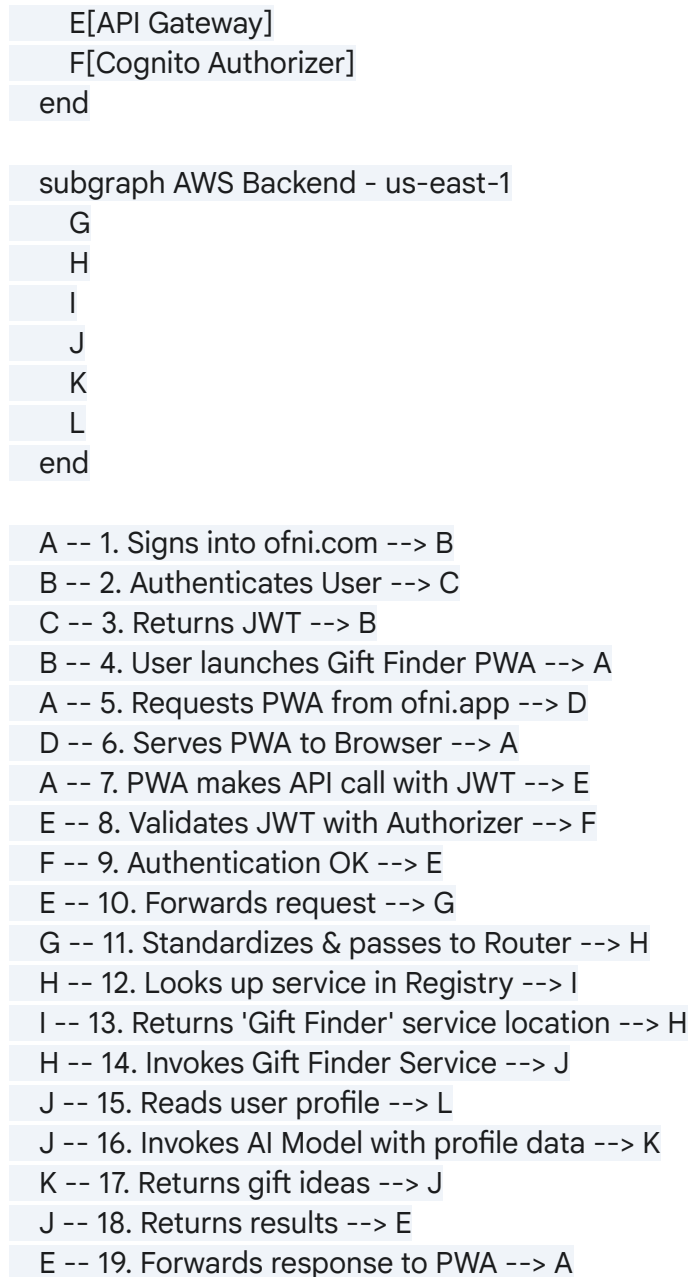 E[API Gateway]
F[Cognito Authorizer]
end
subgraph AWS Backend - us-east-1
G
H
I
J
K
L
end
A -- 1. Signs into ofni.com --> B
B -- 2. Authenticates User --> C
C -- 3. Returns JWT --> B
B -- 4. User launches Gift Finder PWA --> A
A -- 5. Requests PWA from ofni.app --> D
D -- 6. Serves PWA to Browser --> A
A -- 7. PWA makes API call with JWT --> E
E -- 8. Validates JWT with Authorizer --> F
F -- 9. Authentication OK --> E
E -- 10. Forwards request --> G
G -- 11. Standardizes & passes to Router --> H
H -- 12. Looks up service in Registry --> I
I -- 13. Returns 'Gift Finder' service location --> H
H -- 14. Invokes Gift Finder Service --> J
J -- 15. Reads user profile --> L
J -- 16. Invokes AI Model with profile data --> K
K -- 17. Returns gift ideas --> J
J -- 18. Returns results --> E
E -- 19. Forwards response to PWA --> A